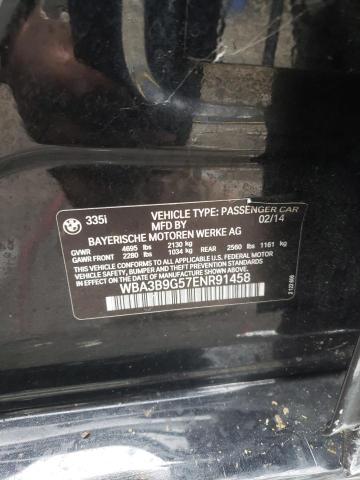 335i VEHICLE TYPE: PASSENGER CAR
MFD BY 02/14
BAYERISCHE MOTOREN WERKE AG
GVWR 4695 lbs 2130 kg
GAWR FRONT 2280 lbs 1034 kg REAR 2560 lbs 1161 kg
THIS VEHICLE CONFORMS TO ALL APPLICABLE U.S. FEDERAL MOTOR
VEHICLE SAFETY, BUMPER, AND THEFT PREVENTION STANDARDS IN
EFFECT ON THE DATE OF MANUFACTURE SHOWN ABOVE.
WBA3B9G57ENR91458